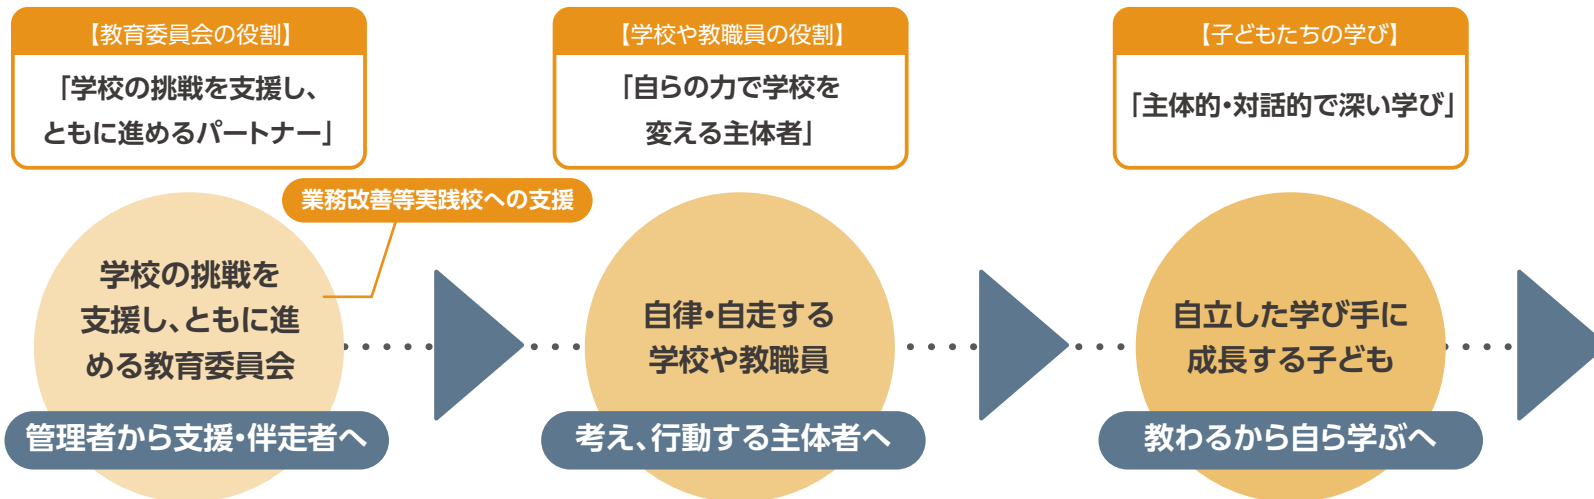 【教育委員会の役割】
「学校の挑戦を支援し、
ともに進めるパートナー」
業務改善等実践校への支援
学校の挑戦を
支援し、ともに進
める教育委員会
管理者から支援・伴走者へ
【学校や教職員の役割】
「自らの力で学校を
変える主体者」
自律・自走する
学校や教職員
考え、行動する主体者へ
【子どもたちの学び】
「主体的・対話的で深い学び」
自立した学び手に
成長する子ども
教わるから自ら学ぶへ